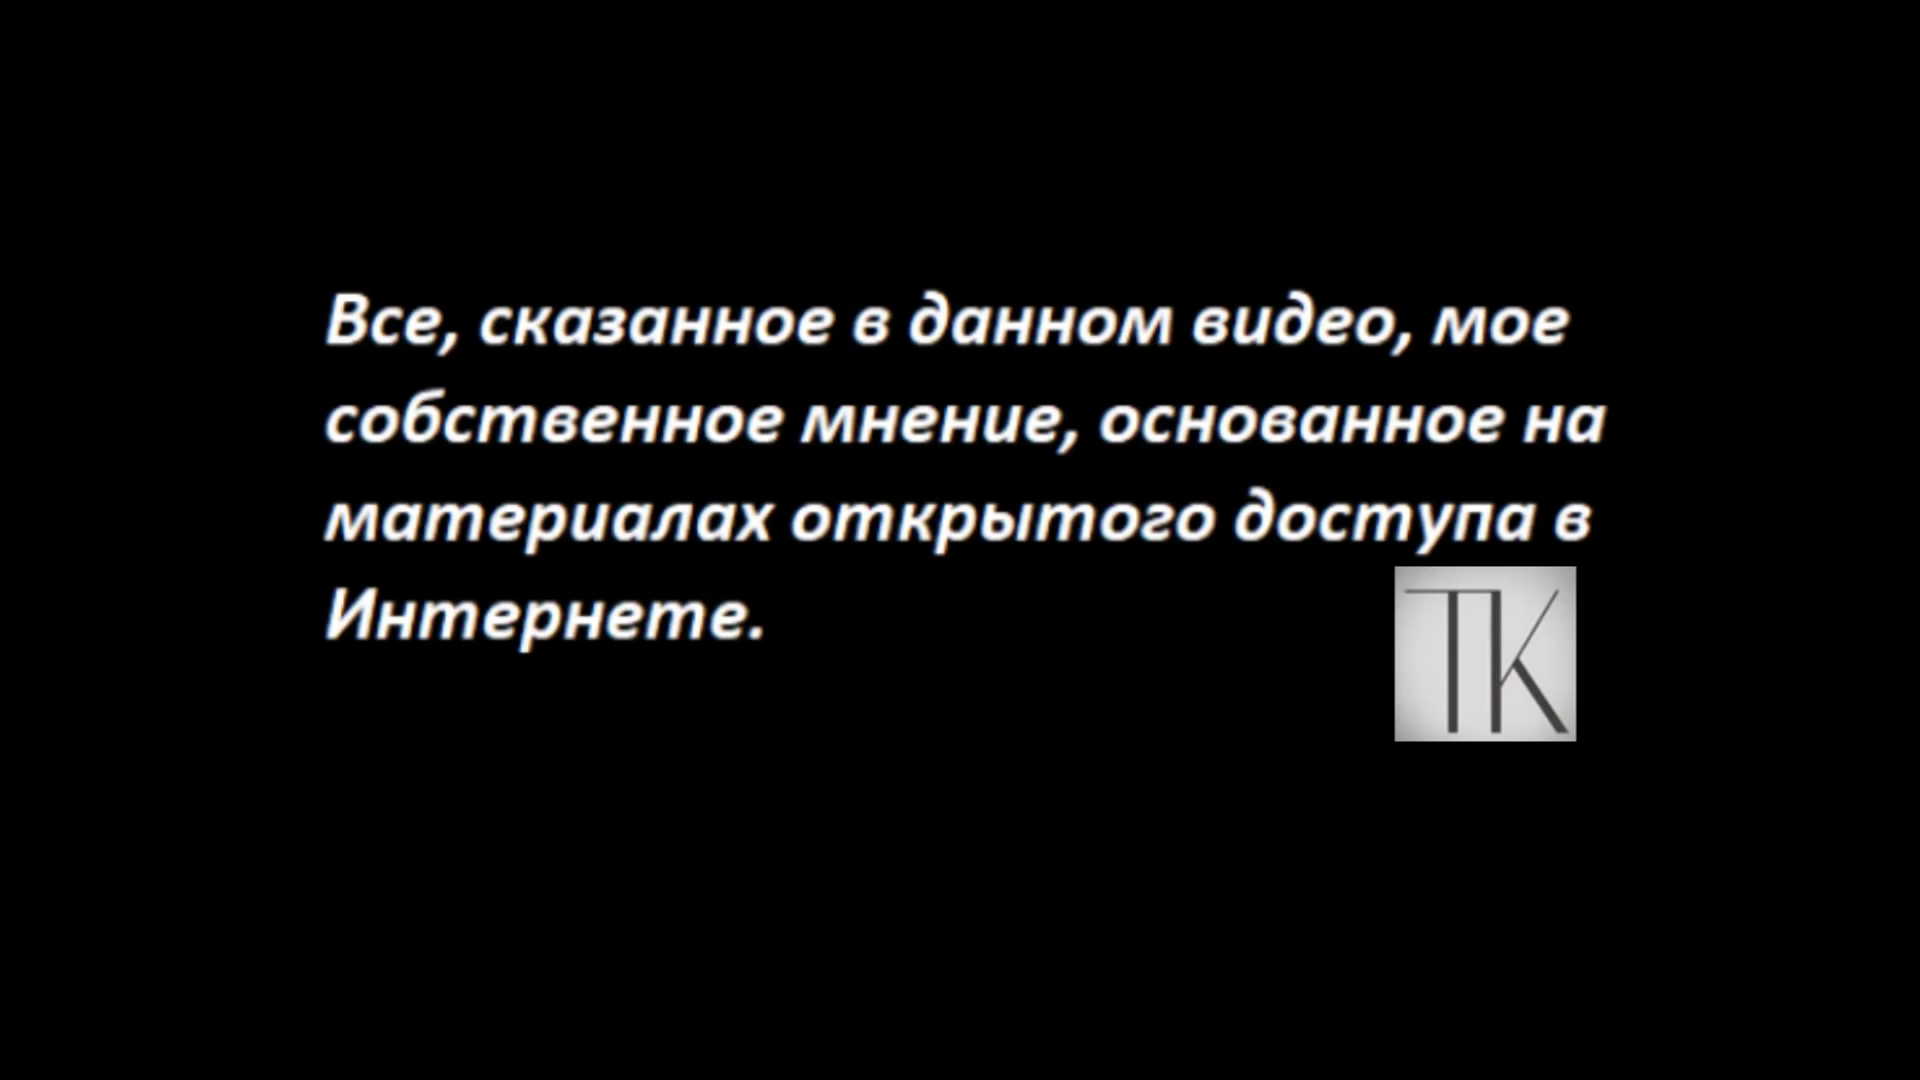 Все, сказанное в данном видео, мое
собственное мнение, основанное на
материалах открытого доступа в
Интернете.
TK